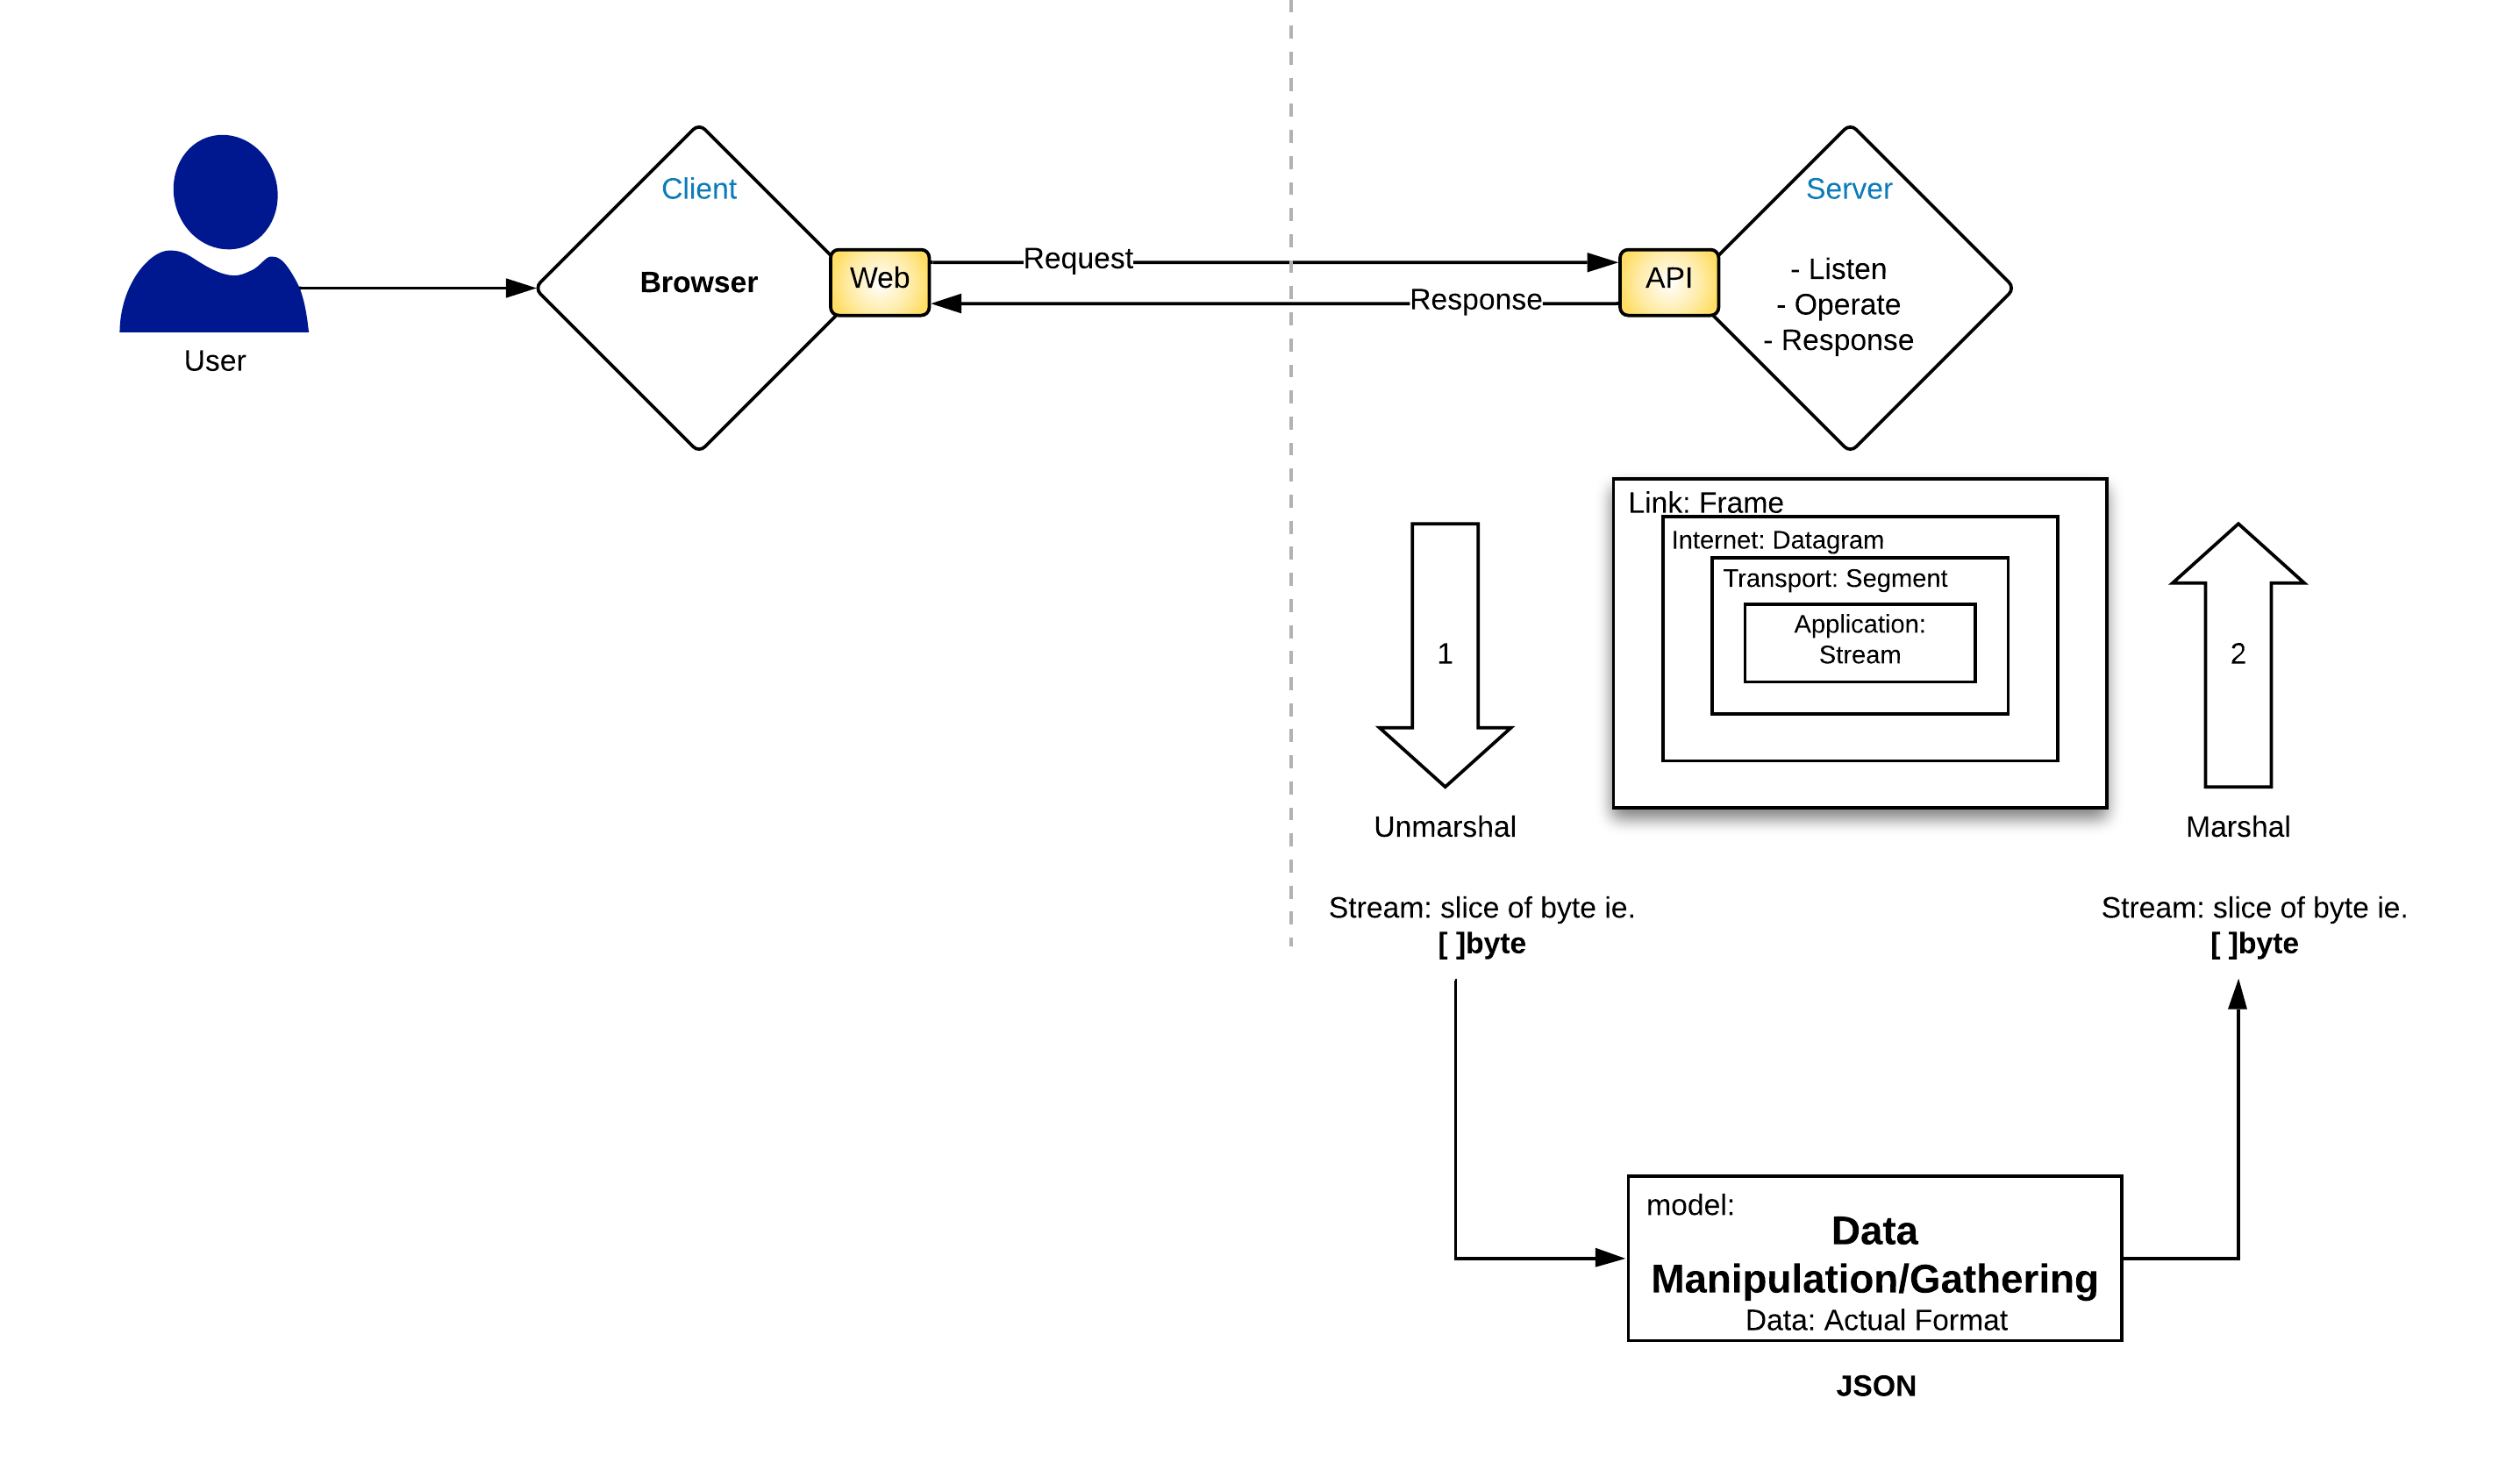 User
Client
Browser
Web
Request
Response
API
Server
- Listen
- Operate
- Response
Link: Frame
Internet: Datagram
Transport: Segment
Application:
Stream
1
Unmarshal
Stream: slice of byte ie.
[ ]byte
2
Marshal
Stream: slice of byte ie.
[ ]byte
model:
Data
Manipulation/Gathering
Data: Actual Format
JSON